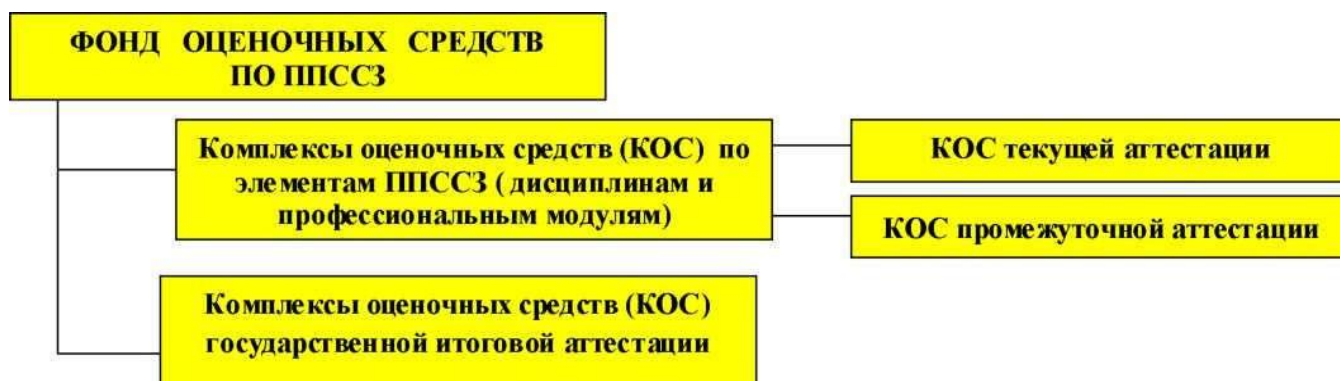 ФОНД ОЦЕНОЧНЫХ СРЕДСТВ
ПО ППССЗ
Комплексы оценочных средств (КОС) по
элементам ППССЗ ( дисциплинам и
профессиональным модулям)
КОС текущей аттестации
КОС промежуточной аттестации
Комплексы оценочных средств (КОС)
государственной итоговой аттестации